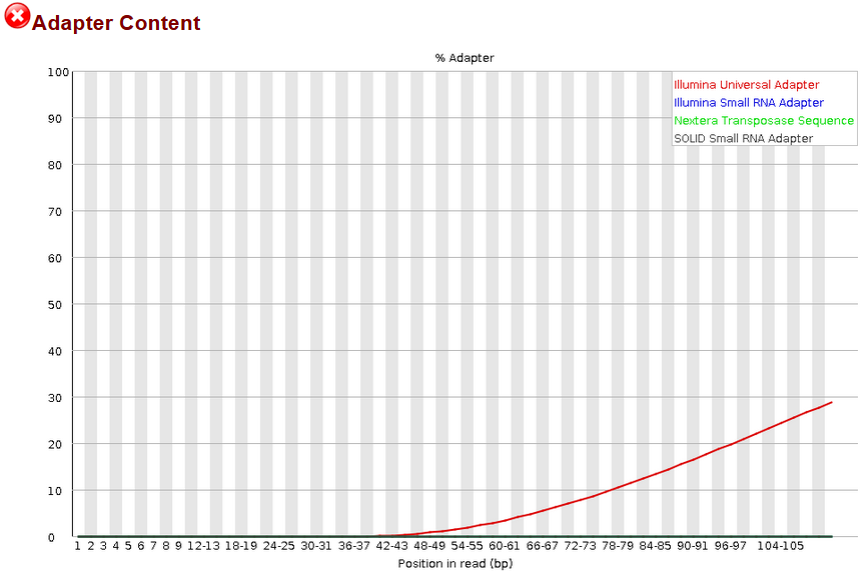 Adapter Content
% Adapter
100
90
80
70
60
50
40
30
20
10
0
Illumina Universal Adapter
Illumina Small RNA Adapter
Nextera Transposase Sequence
SOLID Small RNA Adapter
1 2 3 4 5 6 7 8 9 12-13 18-19 24-25 30-31 36-37 42-43 48-49 54-55 60-61 66-67 72-73 78-79 84-85 90-91 96-97 104-105
Position in read (bp)